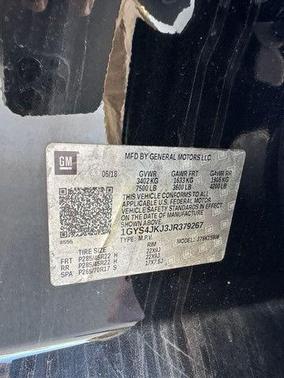 GM
MFD BY GENERAL MOTORS LLC
06/18
GVWR GAWR FRT GAWR RR
3402 KG 1633 KG 1905 KG
7500 LB 3600 LB 4200 LB
THIS VEHICLE CONFORMS TO ALL
APPLICABLE U.S. FEDERAL MOTOR
VEHICLE SAFETY STANDARDS IN
EFFECT ON THE DATE OF
MANUFACTURE SHOWN ABOVE.
1GYS4JKJ3JR379267
TYPE: M.P.V. MODEL:
TIRE SIZE RIM
FRT P285/45R22 H 22X9J
RR P285/45R22 H 22X9J
SPA P265/70R17 S 17X7.5J